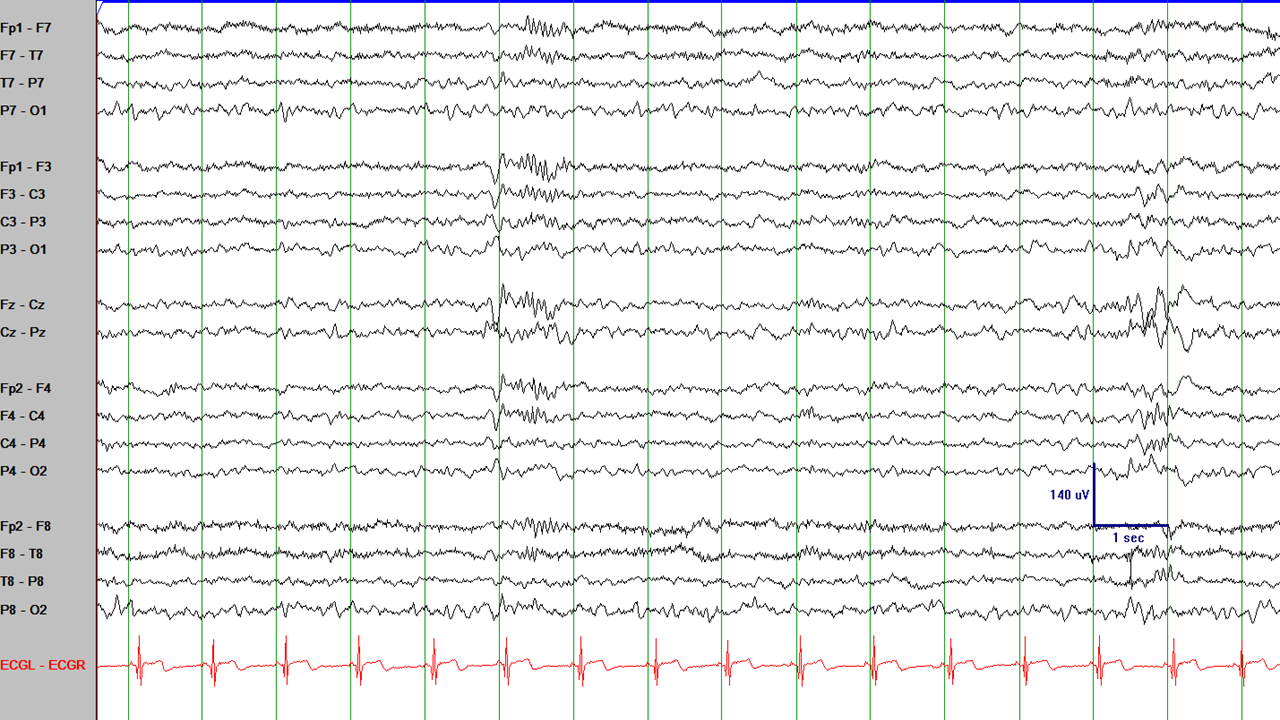 Fp1 - F7
F7 - T7
T7 - P7
P7 - O1
Fp1 - F3
F3 - C3
C3 - P3
P3 - O1
Fz - Cz
Cz - Pz
Fp2 - F4
F4 - C4
C4 - P4
P4 - O2
140 uV
Fp2 - F8
1 sec
F8 - T8
T8 - P8
P8 - O2
ECGL - ECGR